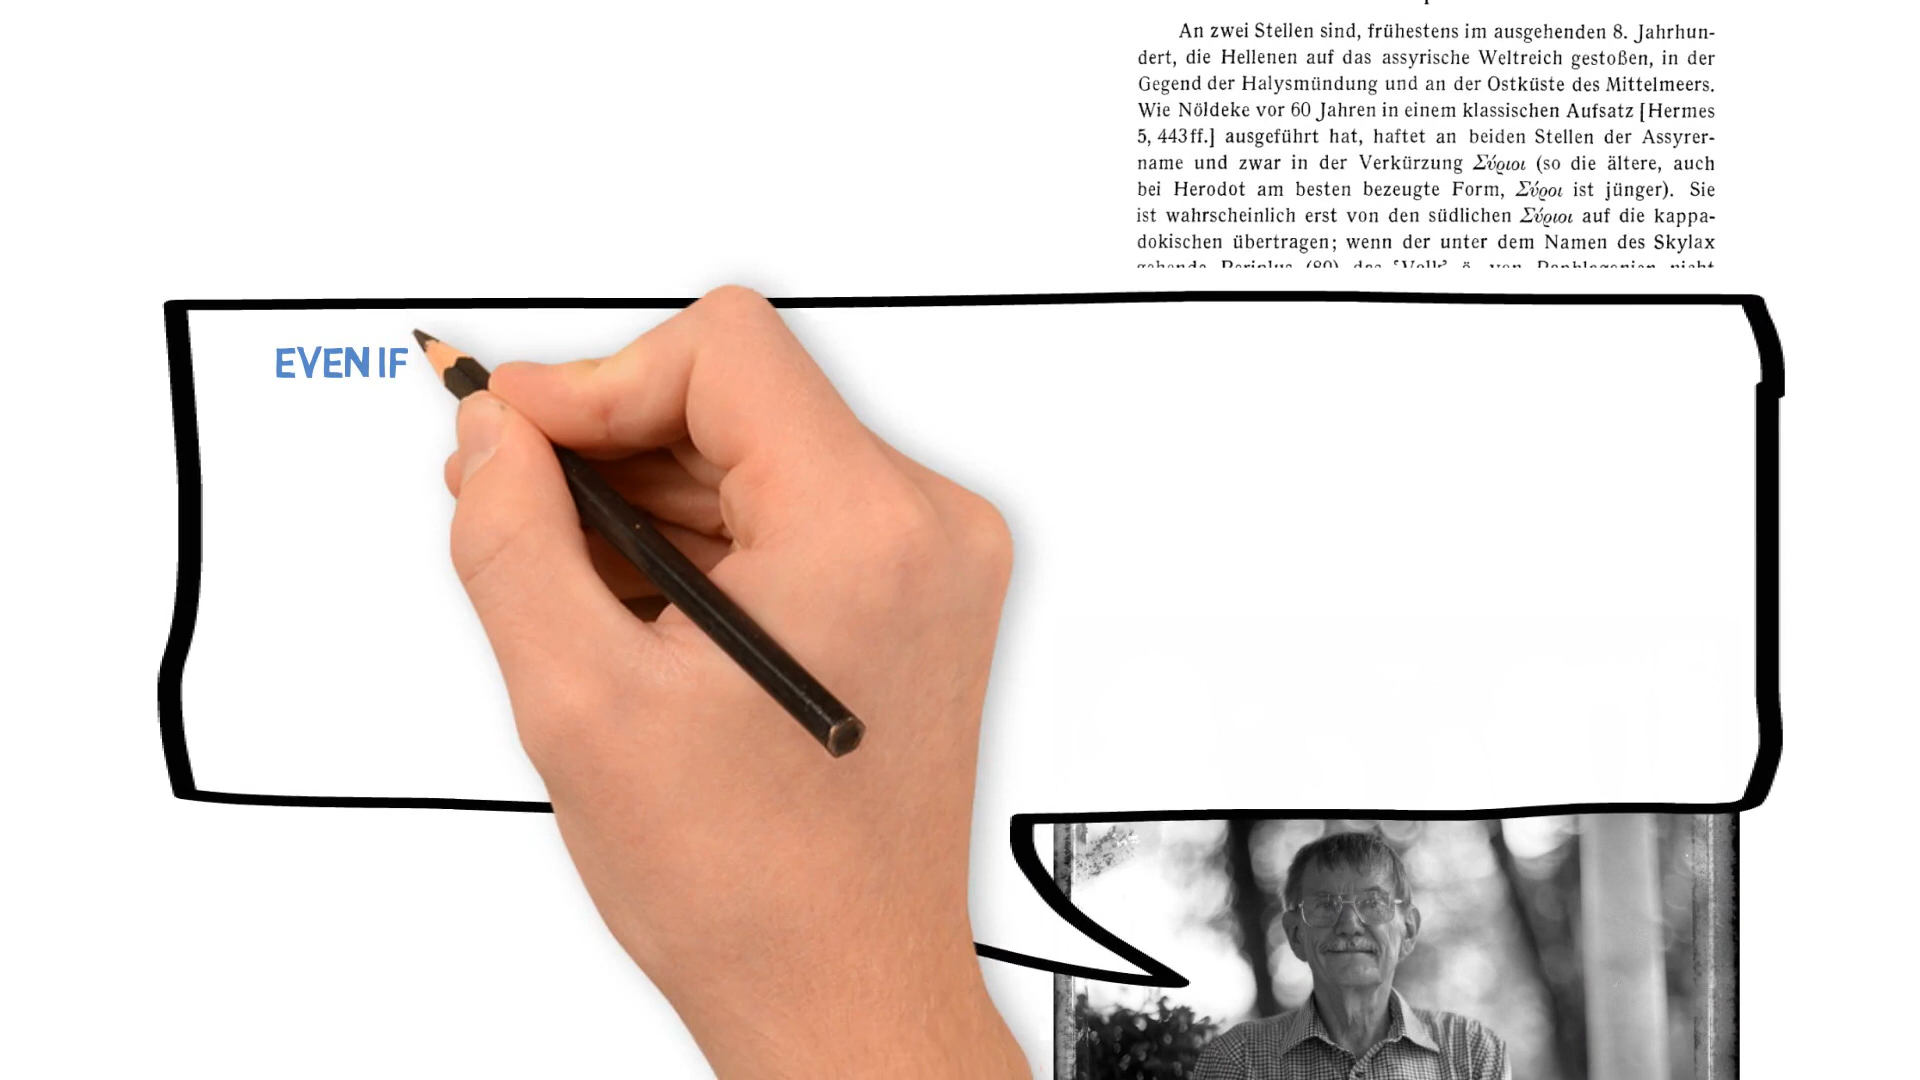 An zwei Stellen sind, frühestens im ausgehenden 8. Jahrhun-
dert, die Hellenen auf das assyrische Weltreich gestoßen, in der
Gegend der Halysmündung und an der Ostküste des Mittelmeers.
Wie Nöldeke vor 60 Jahren in einem klassischen Aufsatz [Hermes
5, 443 ff.] ausgeführt hat, haftet an beiden Stellen der Assyrer-
name und zwar in der Verkürzung Σύριοι (so die ältere, auch
bei Herodot am besten bezeugte Form, Σύροι ist jünger). Sie
ist wahrscheinlich erst von den südlichen Σύριοι auf die kappa-
dokischen übertragen; wenn der unter dem Namen des Skylax
EVEN IF